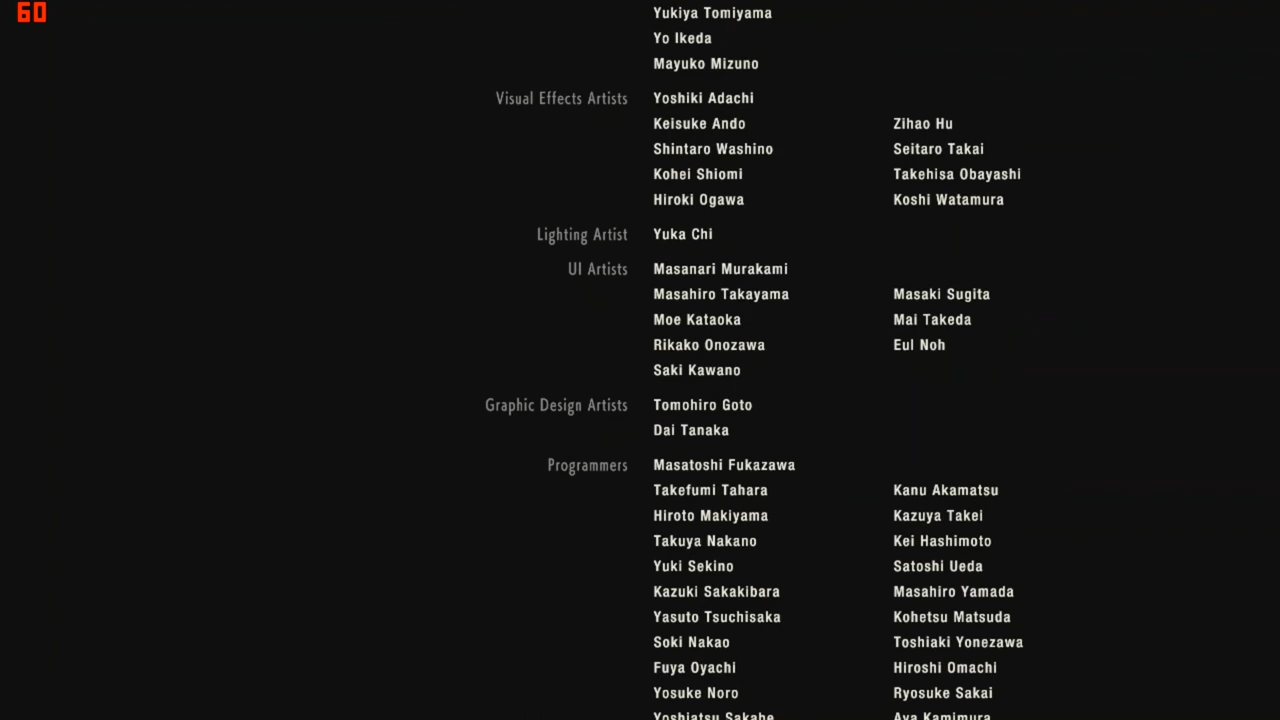 60
Yukiya Tomiyama
Yo Ikeda
Mayuko Mizuno
Visual Effects Artists Yoshiki Adachi
Keisuke Ando Zihao Hu
Shintaro Washino Seitaro Takai
Kohei Shiomi Takehisa Obayashi
Hiroki Ogawa Koshi Watamura
Lighting Artist Yuka Chi
UI Artists Masanari Murakami
Masahiro Takayama Masaki Sugita
Moe Kataoka Mai Takeda
Rikako Onozawa Eul Noh
Saki Kawano
Graphic Design Artists Tomohiro Goto
Dai Tanaka
Programmers Masatoshi Fukazawa
Takefumi Tahara Kanu Akamatsu
Hiroto Makiyama Kazuya Takei
Takuya Nakano Kei Hashimoto
Yuki Sekino Satoshi Ueda
Kazuki Sakakibara Masahiro Yamada
Yasuto Tsuchisaka Kohetsu Matsuda
Soki Nakao Toshiaki Yonezawa
Fuya Oyachi Hiroshi Omachi
Yosuke Noro Ryosuke Sakai
Yoshiatsu Sakabe Aya Kamimura